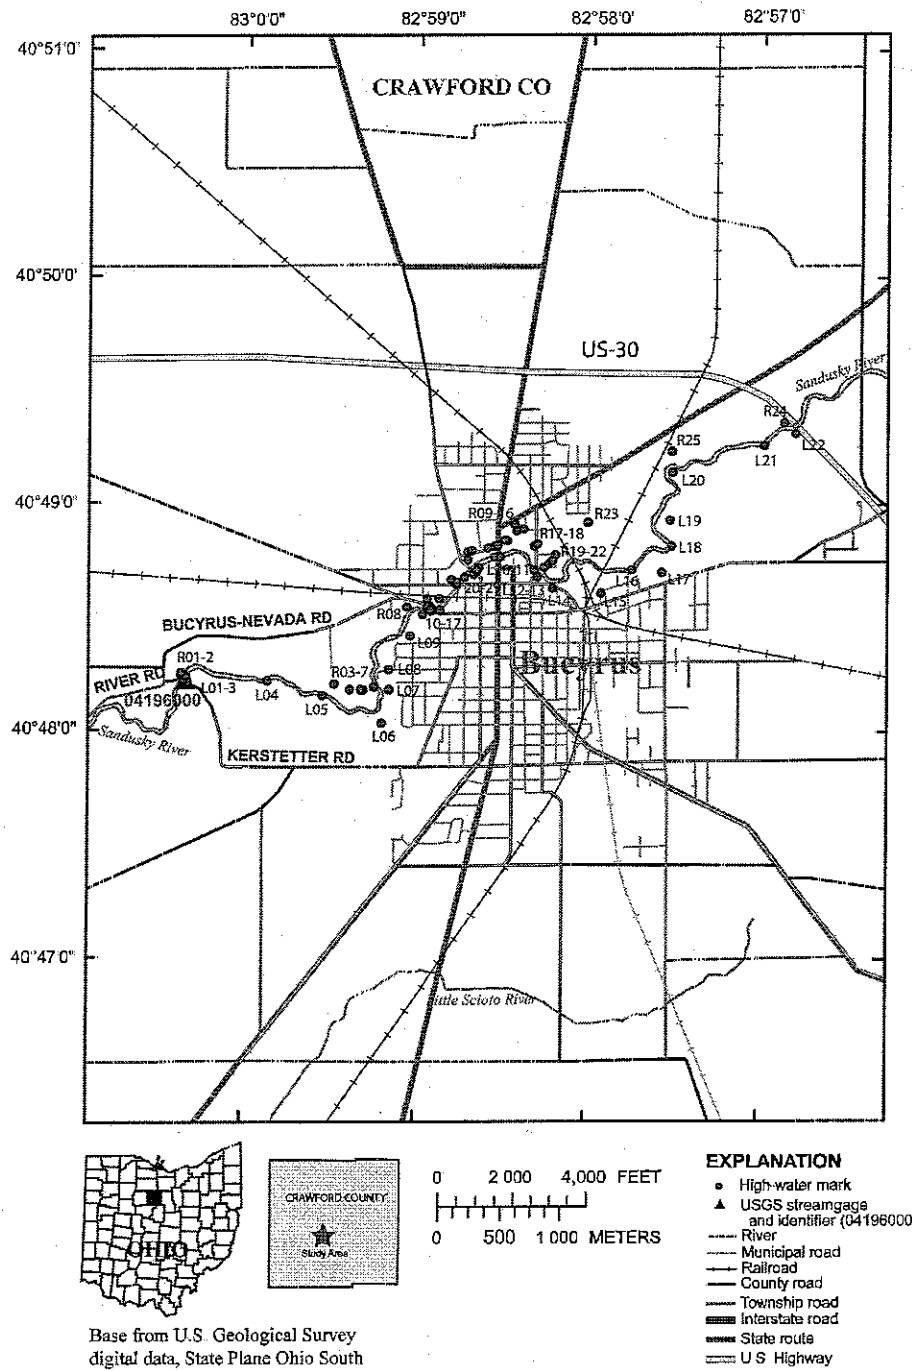 83°0'0" 82°59'0" 82°58'0" 82°57'0"
40°51'0"
CRAWFORD CO
40°50'0"
US-30
Sandusky River
R24
L22
R25
L21
L20
40°49'0"
R09-16
R23
L19
R17-18
L18
R19-22
L16
L17
L15
R08
10-17
BUCYRUS-NEVADA RD
L09
Bucyrus
R01-2
RIVER RD
R03-7
L08
L01-3
L04
L07
04196000
L05
L06
40°48'0"
Sandusky River
KERSTETTER RD
40°47'0"
ittle Scioto River
OHIO
CRAWFORD COUNTY
Study Area
0 2 000 4,000 FEET
0 500 1 000 METERS
EXPLANATION
High-water mark
USGS streamgage
and identifier (04196000
River
Municipal road
Railroad
County road
Township road
Interstate road
State route
U S Highway
Base from U.S. Geological Survey
digital data, State Plane Ohio South